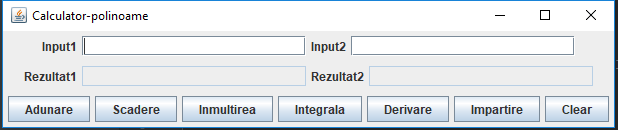 Calculator-polinoame
Input1 Input2
Rezultat1 Rezultat2
Adunare Scadere Inmultirea Integrala Derivare Impartire Clear